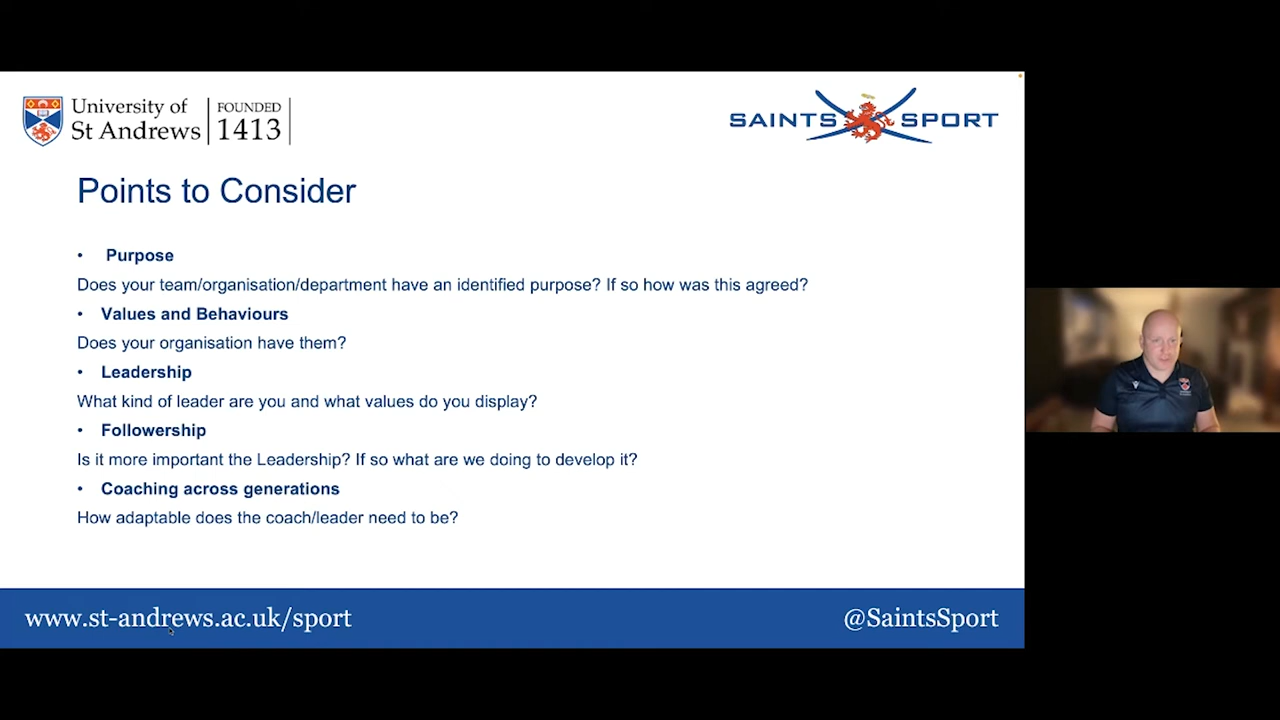 University of
St Andrews
FOUNDED
1413
SAINTS SPORT
Points to Consider
• Purpose
Does your team/organisation/department have an identified purpose? If so how was this agreed?
• Values and Behaviours
Does your organisation have them?
• Leadership
What kind of leader are you and what values do you display?
• Followership
Is it more important the Leadership? If so what are we doing to develop it?
• Coaching across generations
How adaptable does the coach/leader need to be?
www.st-andrews.ac.uk/sport
@SaintsSport